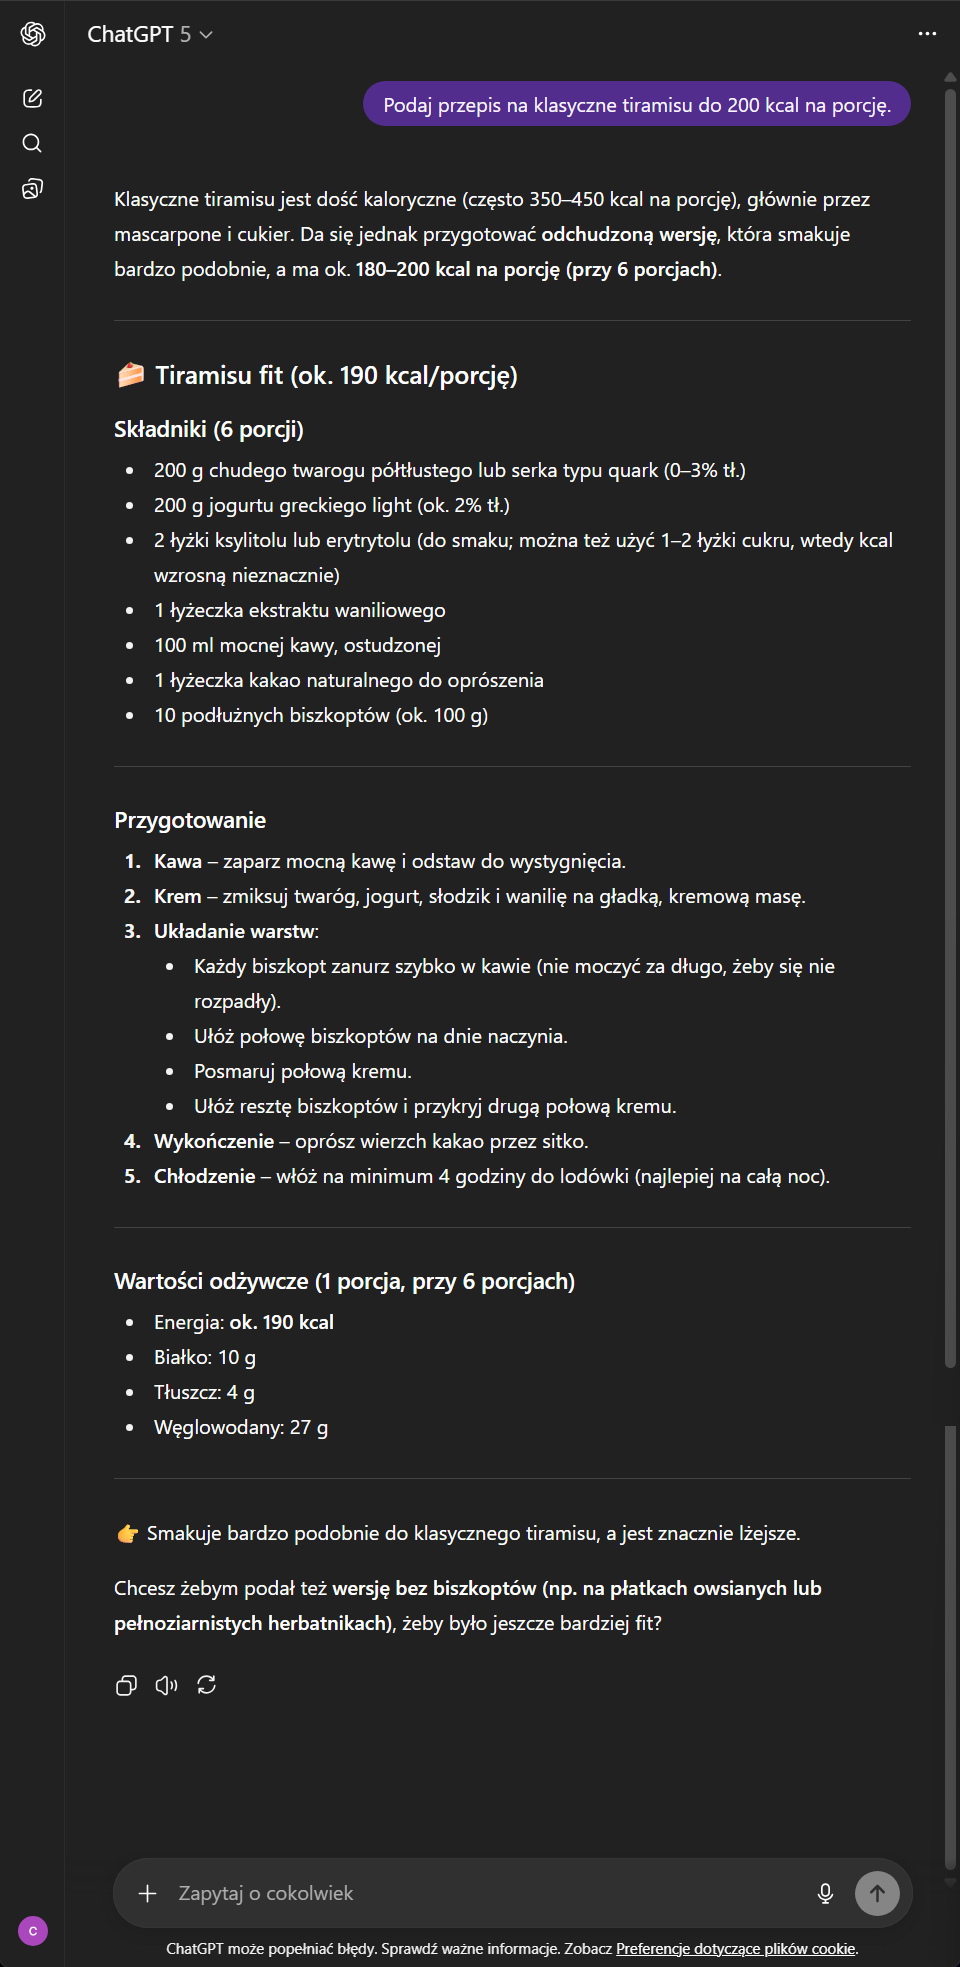 ChatGPT 5
Podaj przepis na klasyczne tiramisu do 200 kcal na porcję.
Klasyczne tiramisu jest dość kaloryczne (często 350–450 kcal na porcję), głównie przez
mascarpone i cukier. Da się jednak przygotować odchudzoną wersję, która smakuje
bardzo podobnie, a ma ok. 180–200 kcal na porcję (przy 6 porcjach).
🍰 Tiramisu fit (ok. 190 kcal/porcję)
Składniki (6 porcji)
• 200 g chudego twarogu półtłustego lub serka typu quark (0–3% tł.)
• 200 g jogurtu greckiego light (ok. 2% tł.)
• 2 łyżki ksylitolu lub erytrytolu (do smaku; można też użyć 1–2 łyżki cukru, wtedy kcal
wzrosną nieznacznie)
• 1 łyżeczka ekstraktu waniliowego
• 100 ml mocnej kawy, ostudzonej
• 1 łyżeczka kakao naturalnego do oprószenia
• 10 podłużnych biszkoptów (ok. 100 g)
Przygotowanie
1. Kawa – zaparz mocną kawę i odstaw do wystygnięcia.
2. Krem – zmiksuj twaróg, jogurt, słodzik i wanilię na gładką, kremową masę.
3. Układanie warstw:
• Każdy biszkopt zanurz szybko w kawie (nie moczyć za długo, żeby się nie
rozpadły).
• Ułóż połowę biszkoptów na dnie naczynia.
• Posmaruj połową kremu.
• Ułóż resztę biszkoptów i przykryj drugą połową kremu.
4. Wykończenie – oprósz wierzch kakao przez sitko.
5. Chłodzenie – włóż na minimum 4 godziny do lodówki (najlepiej na całą noc).
Wartości odżywcze (1 porcja, przy 6 porcjach)
• Energia: ok. 190 kcal
• Białko: 10 g
• Tłuszcz: 4 g
• Węglowodany: 27 g
👉 Smakuje bardzo podobnie do klasycznego tiramisu, a jest znacznie lżejsze.
Chcesz żebym podał też wersję bez biszkoptów (np. na płatkach owsianych lub
pełnoziarnistych herbatnikach), żeby było jeszcze bardziej fit?
Zapytaj o cokolwiek
C
ChatGPT może popełniać błędy. Sprawdź ważne informacje. Zobacz Preferencje dotyczące plików cookie.